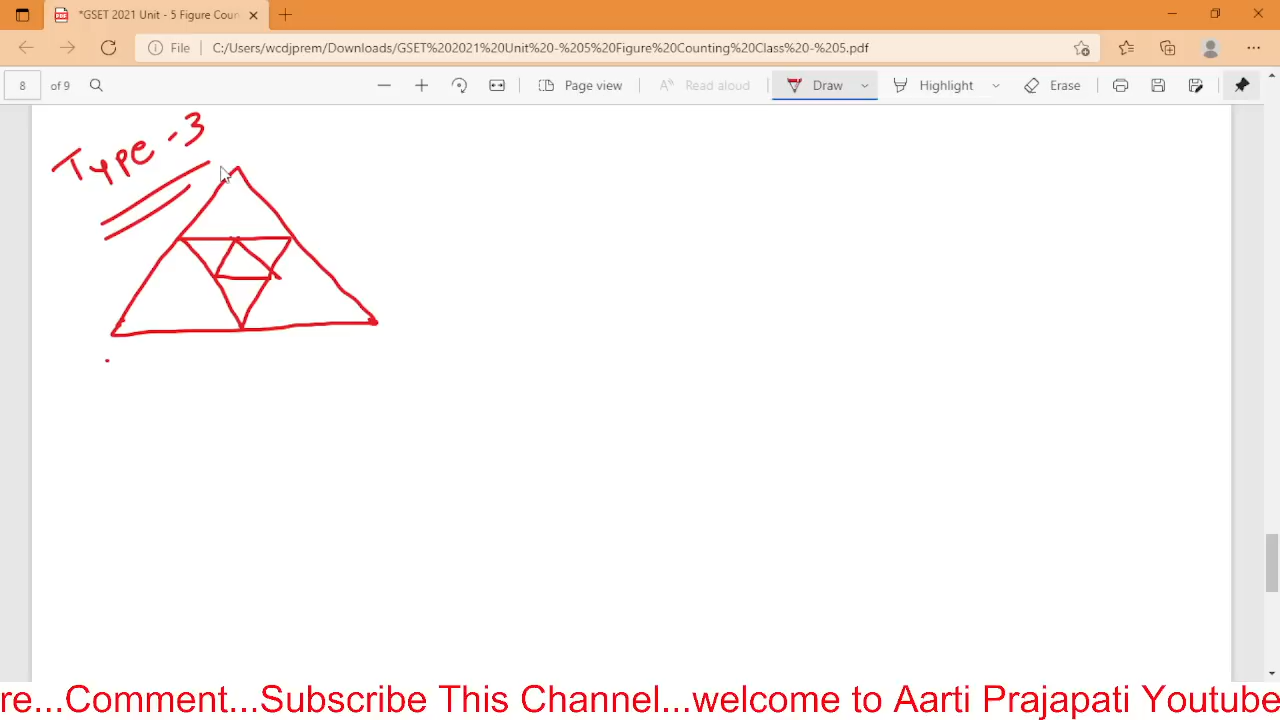 *GSET 2021 Unit - 5 Figure Coun
File C:/Users/wcdjprem/Downloads/GSET%202021%20Unit%20-%205%20Figure%20Counting%20Class%20-%205.pdf
8 of 9 Page view Read aloud Draw Highlight Erase
Type -3
re...Comment...Subscribe This Channel...welcome to Aarti Prajapati Youtube